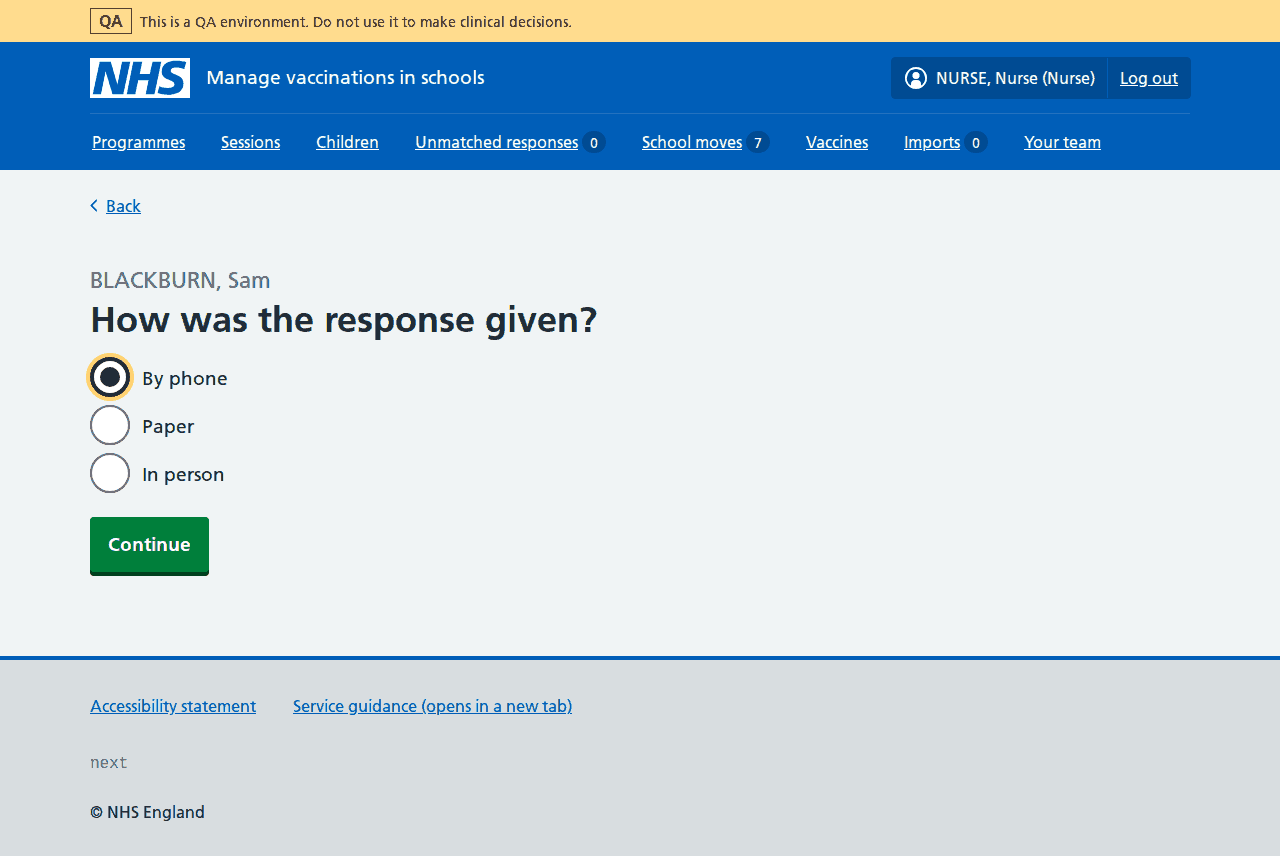 QA This is a QA environment. Do not use it to make clinical decisions.
NHS Manage vaccinations in schools NURSE, Nurse (Nurse) Log out
Programmes Sessions Children Unmatched responses 0 School moves 7 Vaccines Imports 0 Your team
Back
BLACKBURN, Sam
How was the response given?
By phone
Paper
In person
Continue
Accessibility statement Service guidance (opens in a new tab)
next
© NHS England